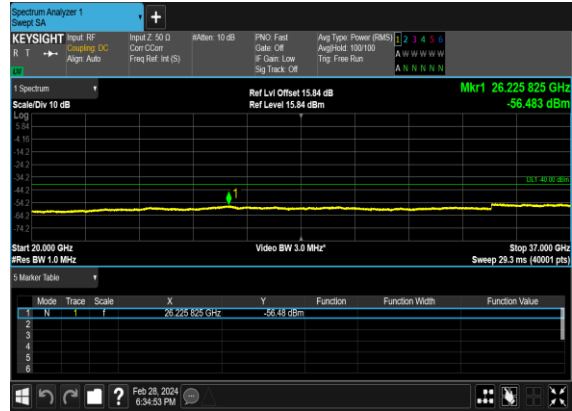 Spectrum Analyzer 1
Swept SA
+
KEYSIGHT Input: RF Input Z: 50 Ω #Atten: 10 dB PNO: Fast Avg Type: Power (RMS) 1 2 3 4 5 6
R T Coupling: DC Corr CCorr Gate: Off Avg|Hold: 100/100 A W W W W W
Align: Auto Freq Ref: Int (S) IF Gain: Low Trig: Free Run
LXI Sig Track: Off A N N N N N
1 Spectrum Ref Lvl Offset 15.84 dB Mkr1 26.225 825 GHz
Scale/Div 10 dB Ref Level 15.84 dBm -56.483 dBm
Log
5.84
-4.16
-14.2
-24.2
-34.2
DL1 -40.00 dBm
-44.2
1
-54.2
-64.2
-74.2
Start 20.000 GHz Video BW 3.0 MHz* Stop 37.000 GHz
#Res BW 1.0 MHz Sweep 29.3 ms (40001 pts)
5 Marker Table
Mode Trace Scale X Y Function Function Width Function Value
1 N 1 f 26.225 825 GHz -56.48 dBm
2
3
4
5
6
? Feb 28, 2024
6:34:53 PM